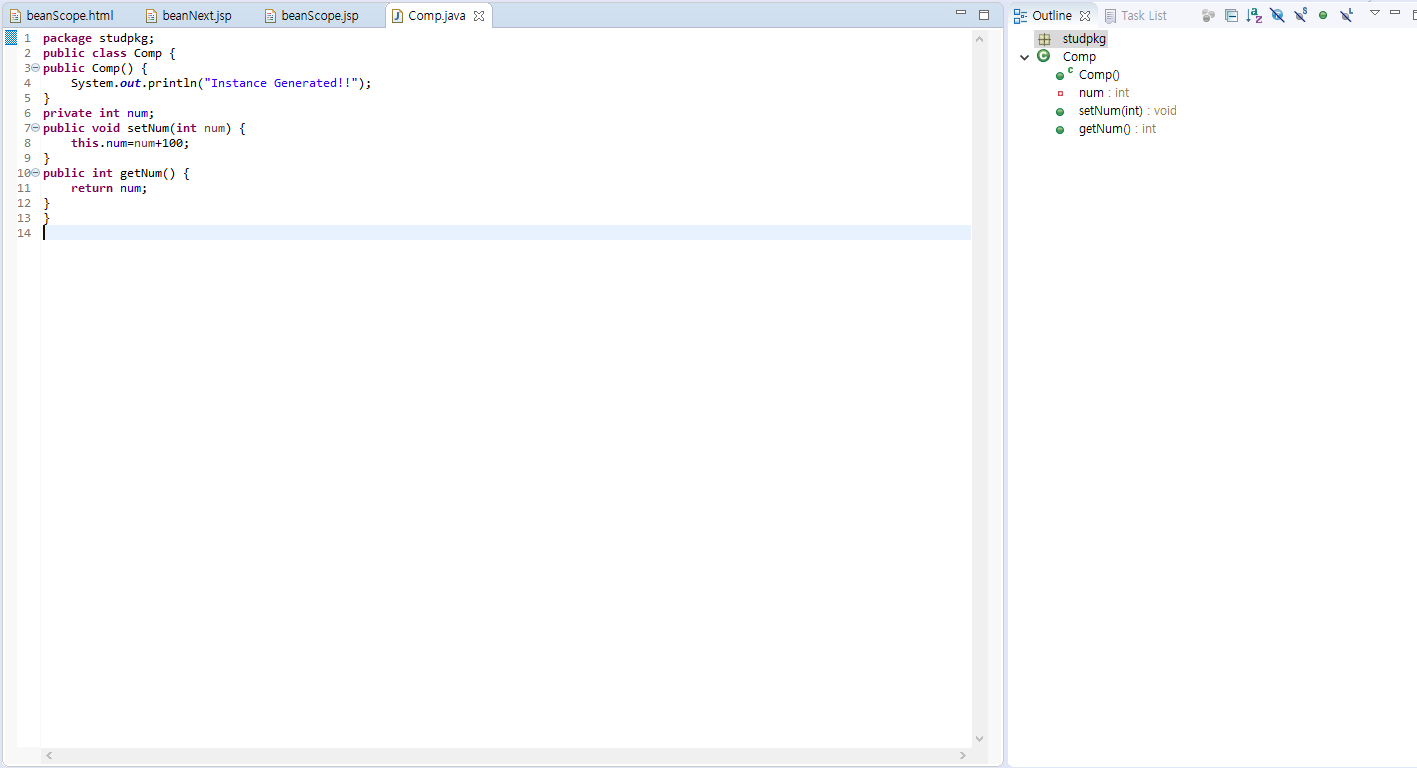 beanScope.html beanNext.jsp beanScope.jsp Comp.java
1 package studpkg;
2 public class Comp {
3 public Comp() {
4 System.out.println("Instance Generated!!");
5 }
6 private int num;
7 public void setNum(int num) {
8 this.num=num+100;
9 }
10 public int getNum() {
11 return num;
12 }
13 }
14
Outline Task List
studpkg
Comp
Comp()
num : int
setNum(int) : void
getNum() : int